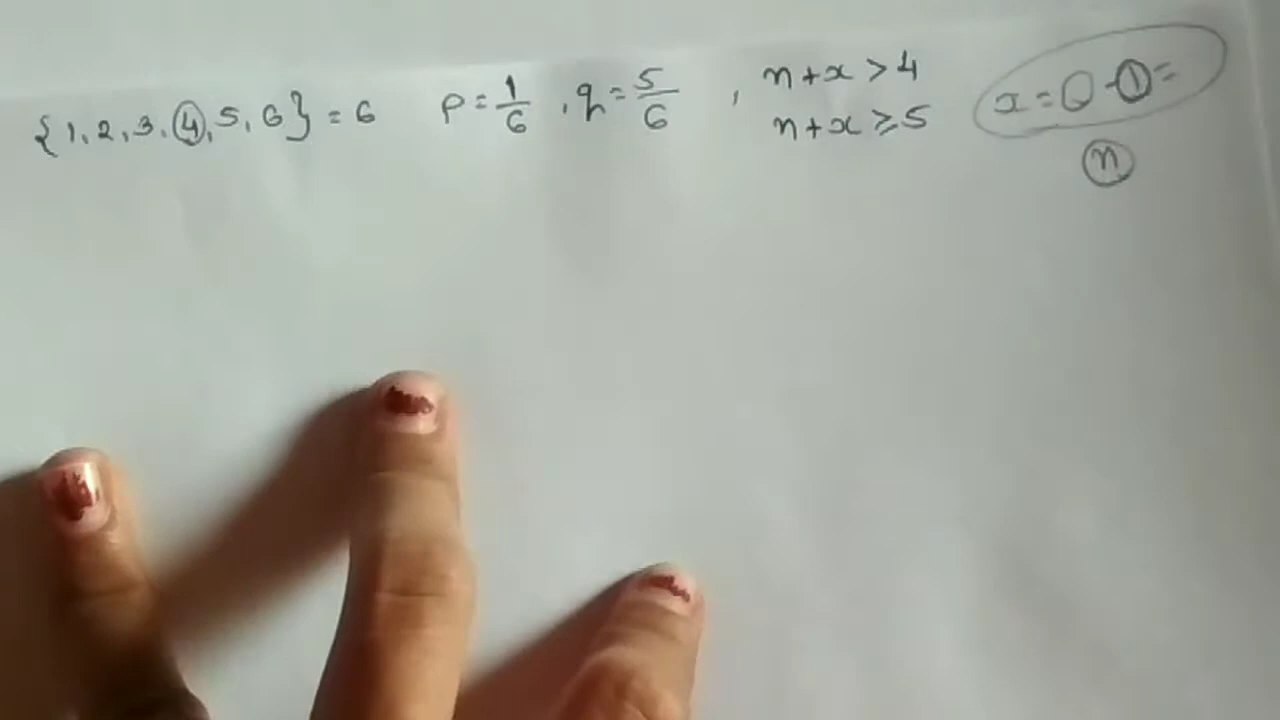 {1, 2, 3, 4, 5, 6} = 6 p = 1/6 , q = 5/6 , n+x > 4
n+x ≥ 5
x = 0 - 1 =
n